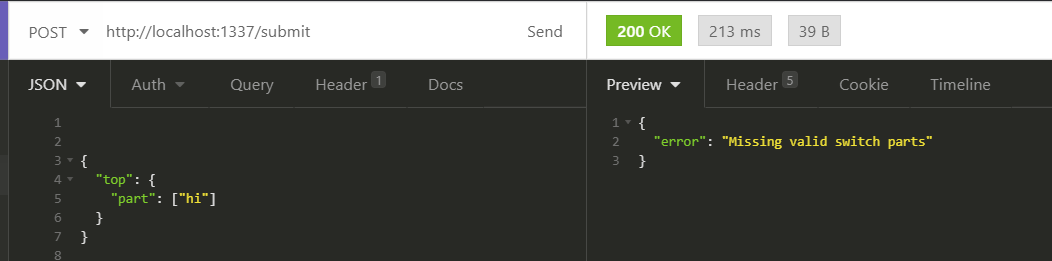 POST http://localhost:1337/submit Send 200 OK 213 ms 39 B
JSON Auth Query Header 1 Docs Preview Header 5 Cookie Timeline
1
2
3 {
4 "top": {
5 "part": ["hi"]
6 }
7 }
8
1 {
2 "error": "Missing valid switch parts"
3 }